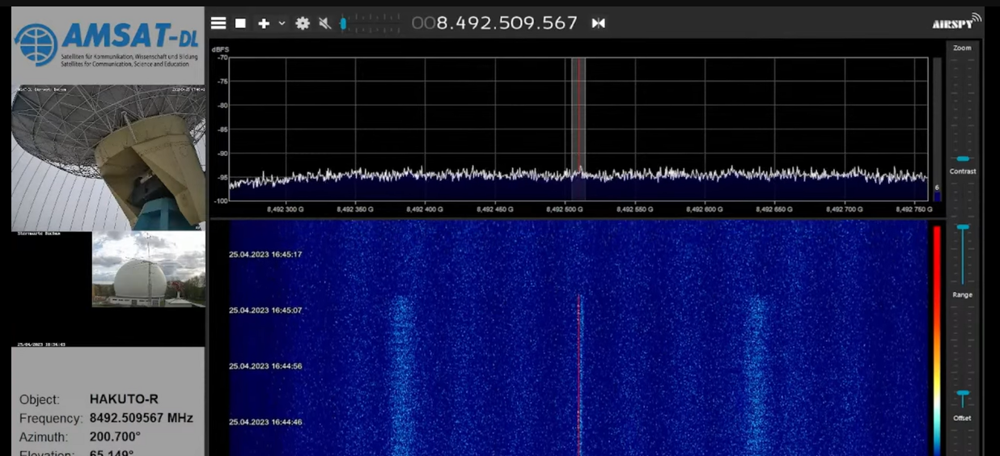 AMSAT-DL
Satelliten für Kommunikation, Wissenschaft und Bildung
Satellites for Communication, Science and Education
008.492.509.567
AIRSPY
dBFS
-70
-75
-80
-85
-90
-95
-100
8,492 300 G
8,492 350 G
8,492 400 G
8,492 450 G
8,492 500 G
8,492 550 G
8,492 600 G
8,492 650 G
8,492 700 G
8,492 750 G
6
Zoom
Contrast
Range
Offset
25.04.2023 16:45:17
25.04.2023 16:45:07
25.04.2023 16:44:56
25.04.2023 16:44:46
Sternwarte Bochum
Object: HAKUTO-R
Frequency: 8492.509567 MHz
Azimuth: 200.700°
Elevation: 65.149°